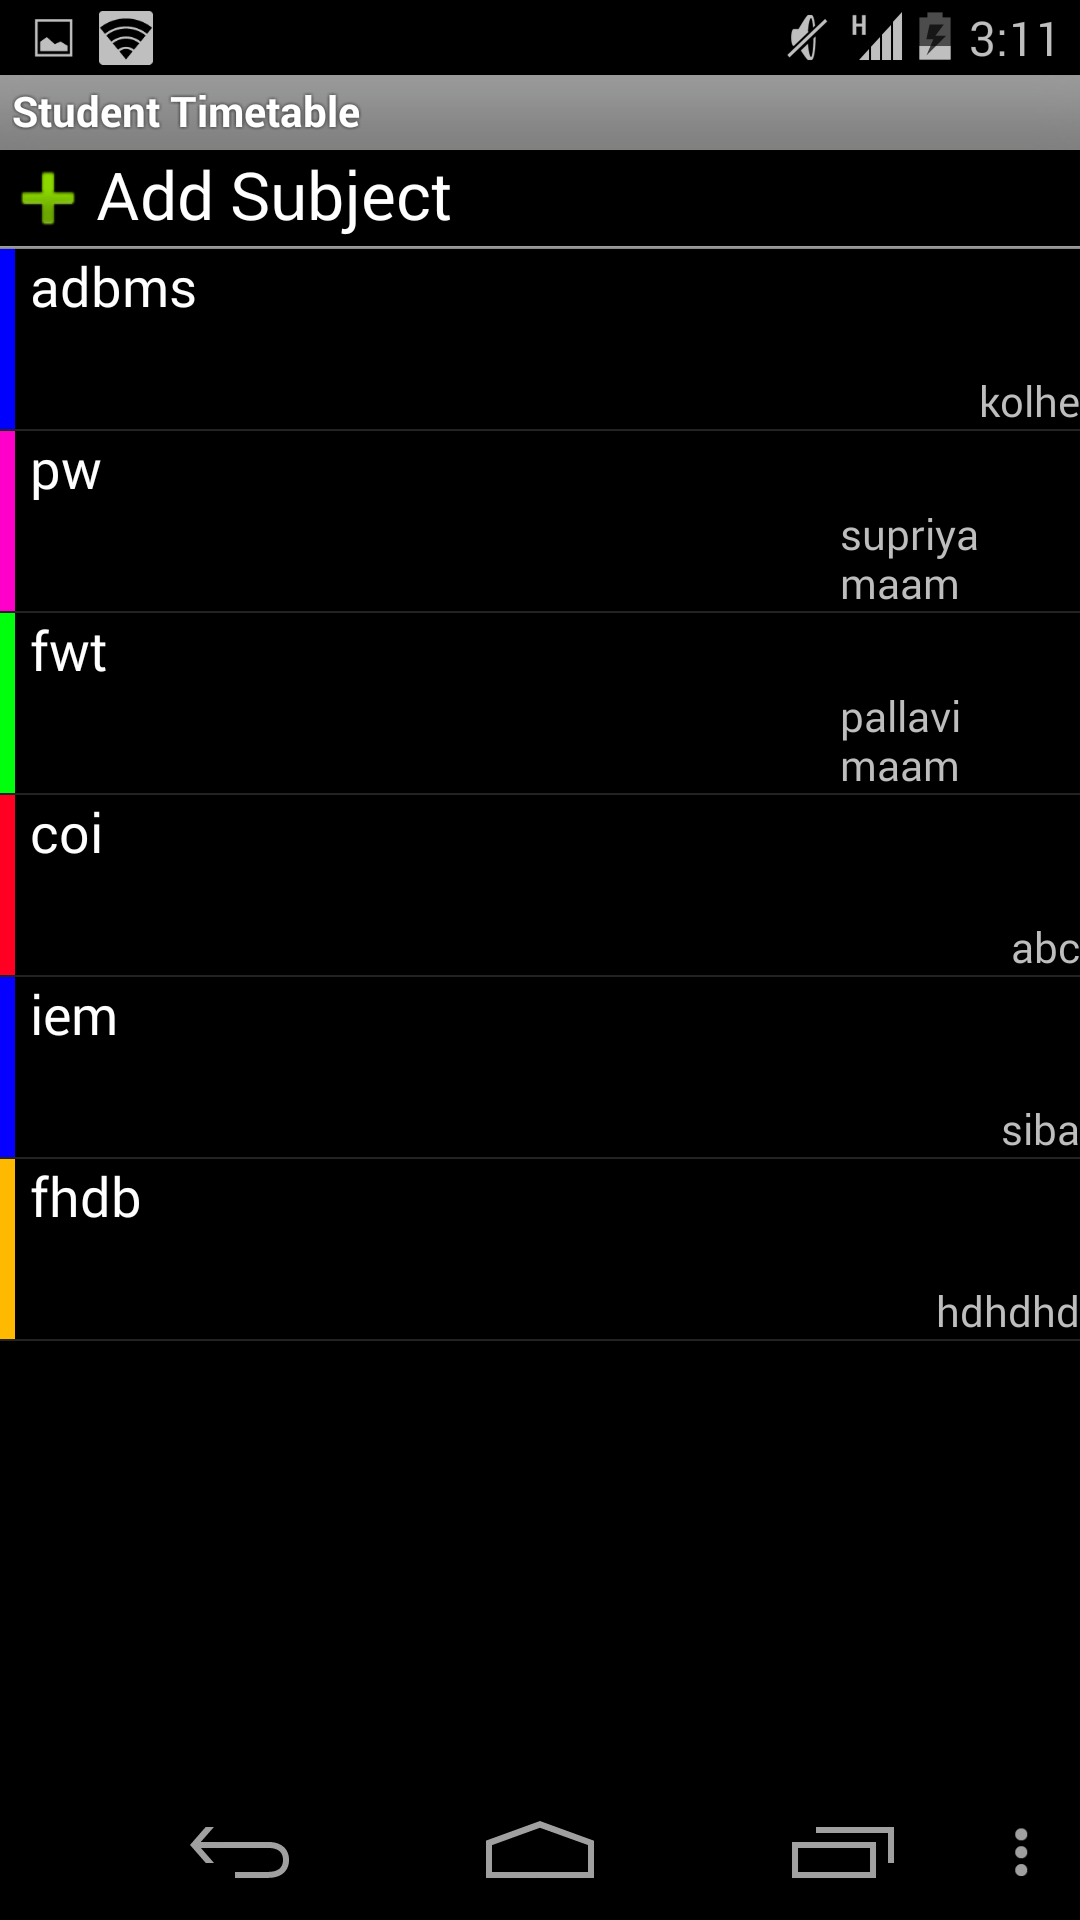 H 3:11
Student Timetable
Add Subject
adbms
kolhe
pw
supriya
maam
fwt
pallavi
maam
coi
abc
iem
siba
fhdb
hdhdhd